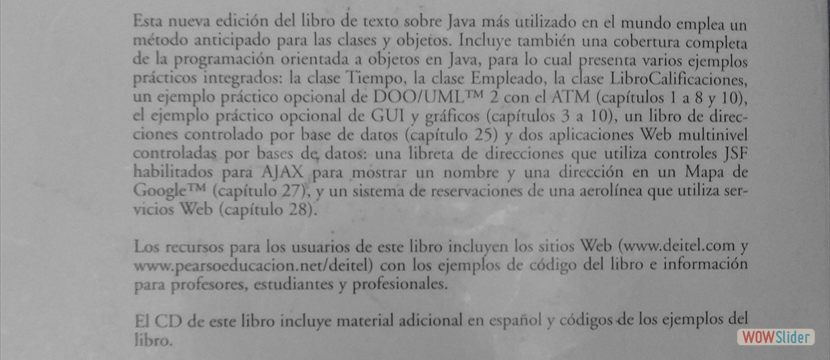 Esta nueva edición del libro de texto sobre Java más utilizado en el mundo emplea un
método anticipado para las clases y objetos. Incluye también una cobertura completa
de la programación orientada a objetos en Java, para lo cual presenta varios ejemplos
prácticos integrados: la clase Tiempo, la clase Empleado, la clase LibroCalificaciones,
un ejemplo práctico opcional de DOO/UML™ 2 con el ATM (capítulos 1 a 8 y 10),
el ejemplo práctico opcional de GUI y gráficos (capítulos 3 a 10), un libro de direc-
ciones controlado por base de datos (capítulo 25) y dos aplicaciones Web multinivel
controladas por bases de datos: una libreta de direcciones que utiliza controles JSF
habilitados para AJAX para mostrar un nombre y una dirección en un Mapa de
Google™ (capítulo 27), y un sistema de reservaciones de una aerolínea que utiliza ser-
vicios Web (capítulo 28).
Los recursos para los usuarios de este libro incluyen los sitios Web (www.deitel.com y
www.pearsoeducacion.net/deitel) con los ejemplos de código del libro e información
para profesores, estudiantes y profesionales.
El CD de este libro incluye material adicional en español y códigos de los ejemplos del
libro.
WOWSlider